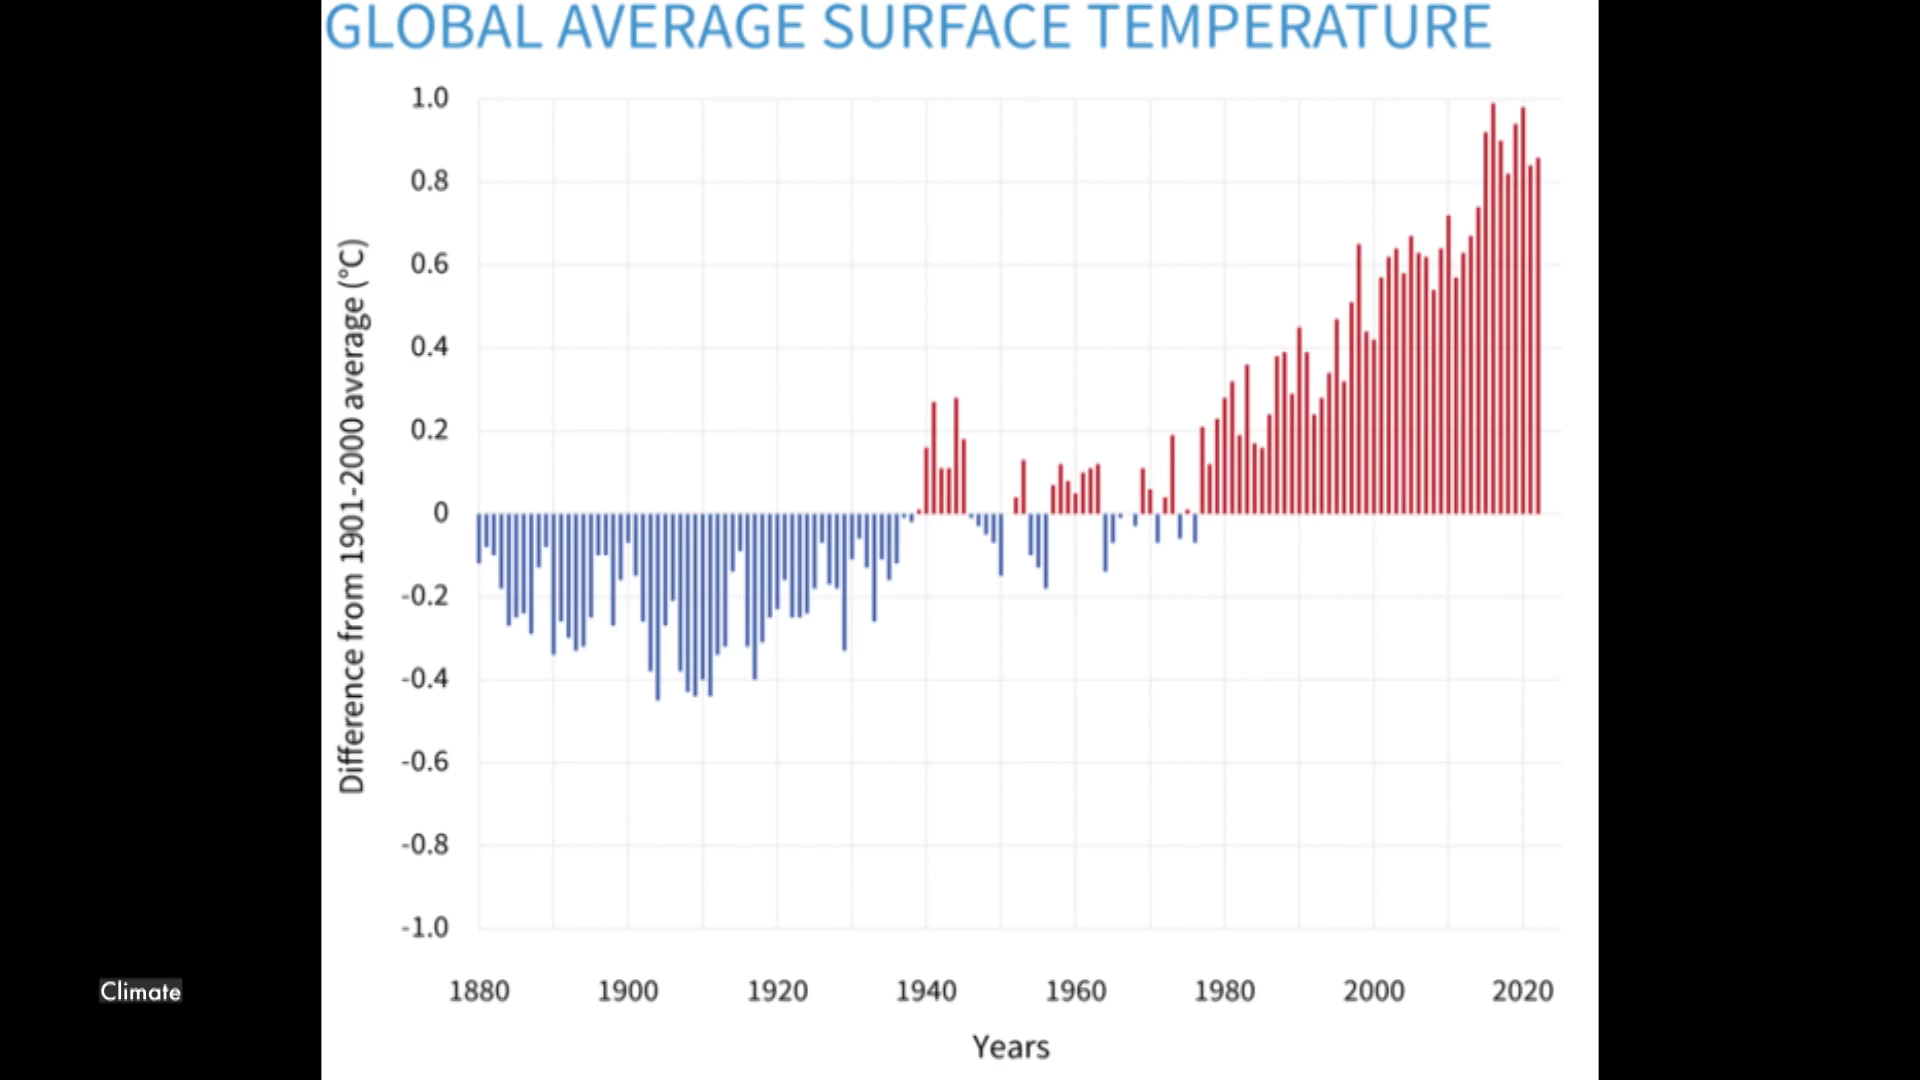 GLOBAL AVERAGE SURFACE TEMPERATURE
Difference from 1901-2000 average (°C)
1.0
0.8
0.6
0.4
0.2
0
-0.2
-0.4
-0.6
-0.8
-1.0
1880 1900 1920 1940 1960 1980 2000 2020
Years
Climate